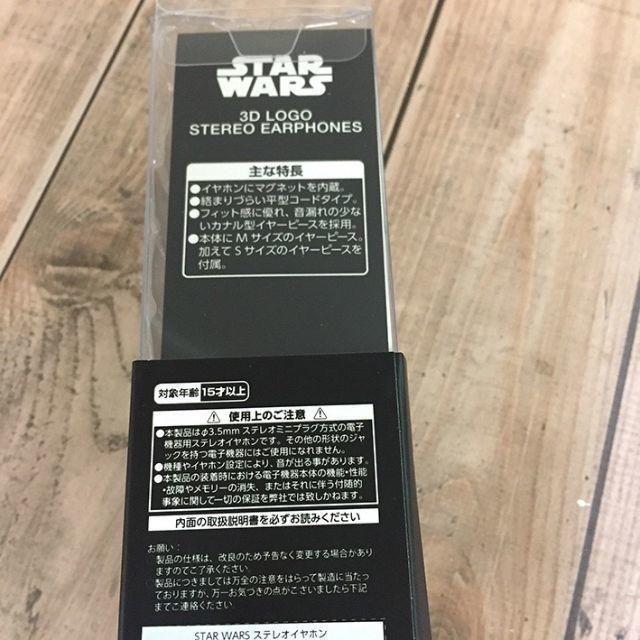 STAR
WARS
3D LOGO
STEREO EARPHONES
主な特長
●イヤホンにマグネットを内蔵。
●絡まりづらい平型コードタイプ。
●フィット感に優れ、音漏れの少な
いカナル型イヤーピースを採用。
●本体にMサイズのイヤーピース。
加えてSサイズのイヤーピースを
付属。
対象年齢 15才以上
⚠ 使用上のご注意 ⚠
●本製品はφ3.5mm ステレオミニプラグ方式の電子
機器用ステレオイヤホンです。その他の形状のジャ
ックを持つ電子機器にはご使用になれません。
●機種やイヤホン設定により、音が出る事があります。
●本製品の装着時における電子機器本体の機能・性能
・故障やメモリーの消失、またはそれに伴う付随的
事象に関して一切の保証を弊社では致しかねます。
内面の取扱説明書を必ずお読みください
お願い：
製品の仕様は、改良のため予告なく変更する場合があり
ますのでご了承ください。
製品につきましては万全の注意をはらって製造に当たっ
ておりますが、万一お気づきの点がございましたら下記
までご連絡ください。
STAR WARS ステレオイヤホン